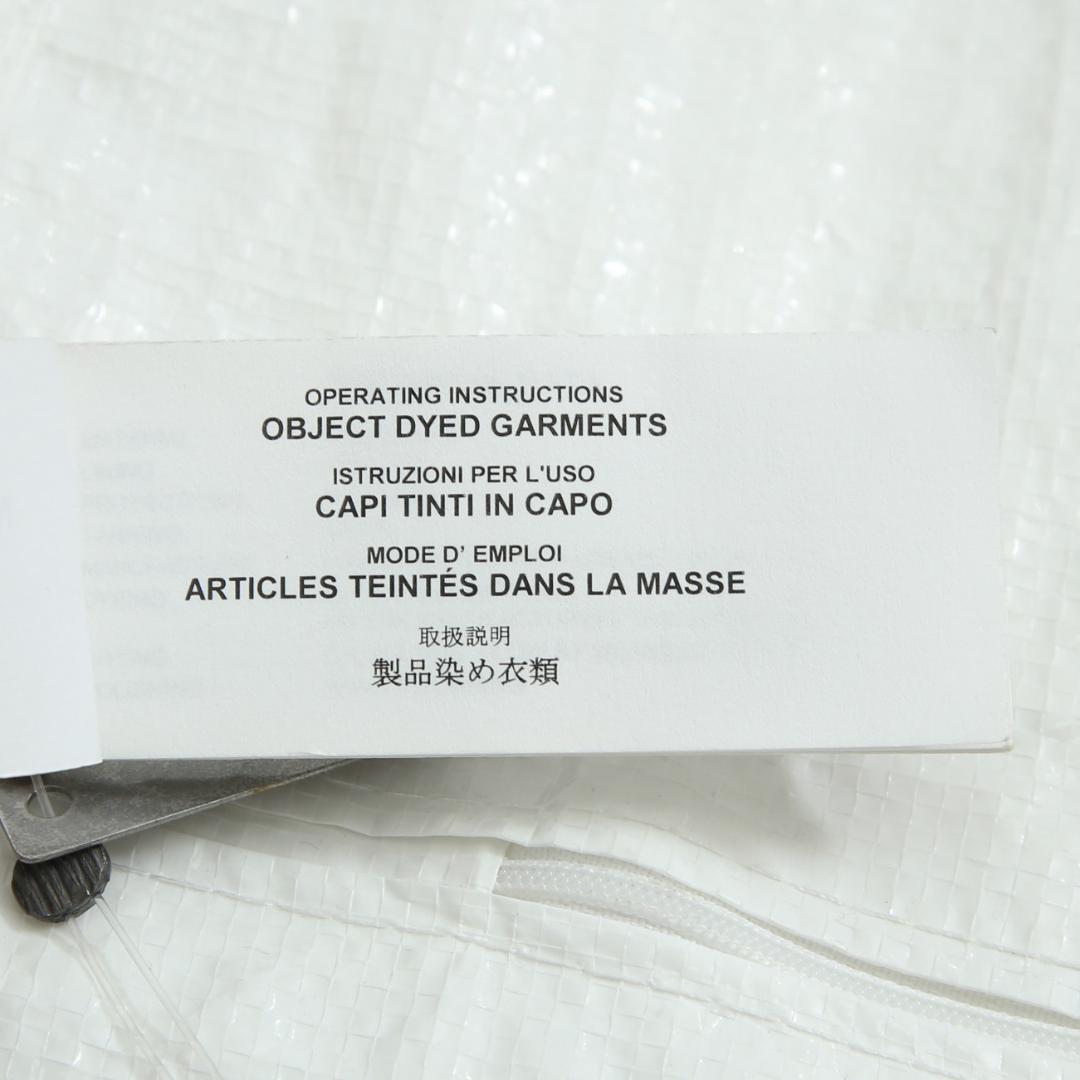 OPERATING INSTRUCTIONS
OBJECT DYED GARMENTS
ISTRUZIONI PER L'USO
CAPI TINTI IN CAPO
MODE D’ EMPLOI
ARTICLES TEINTÉS DANS LA MASSE
取扱説明
製品染め衣類